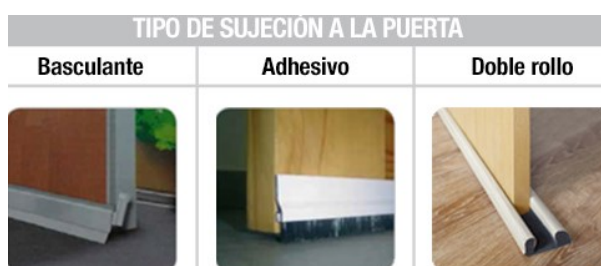 TIPO DE SUJECIÓN A LA PUERTA
Basculante
Adhesivo
Doble rollo